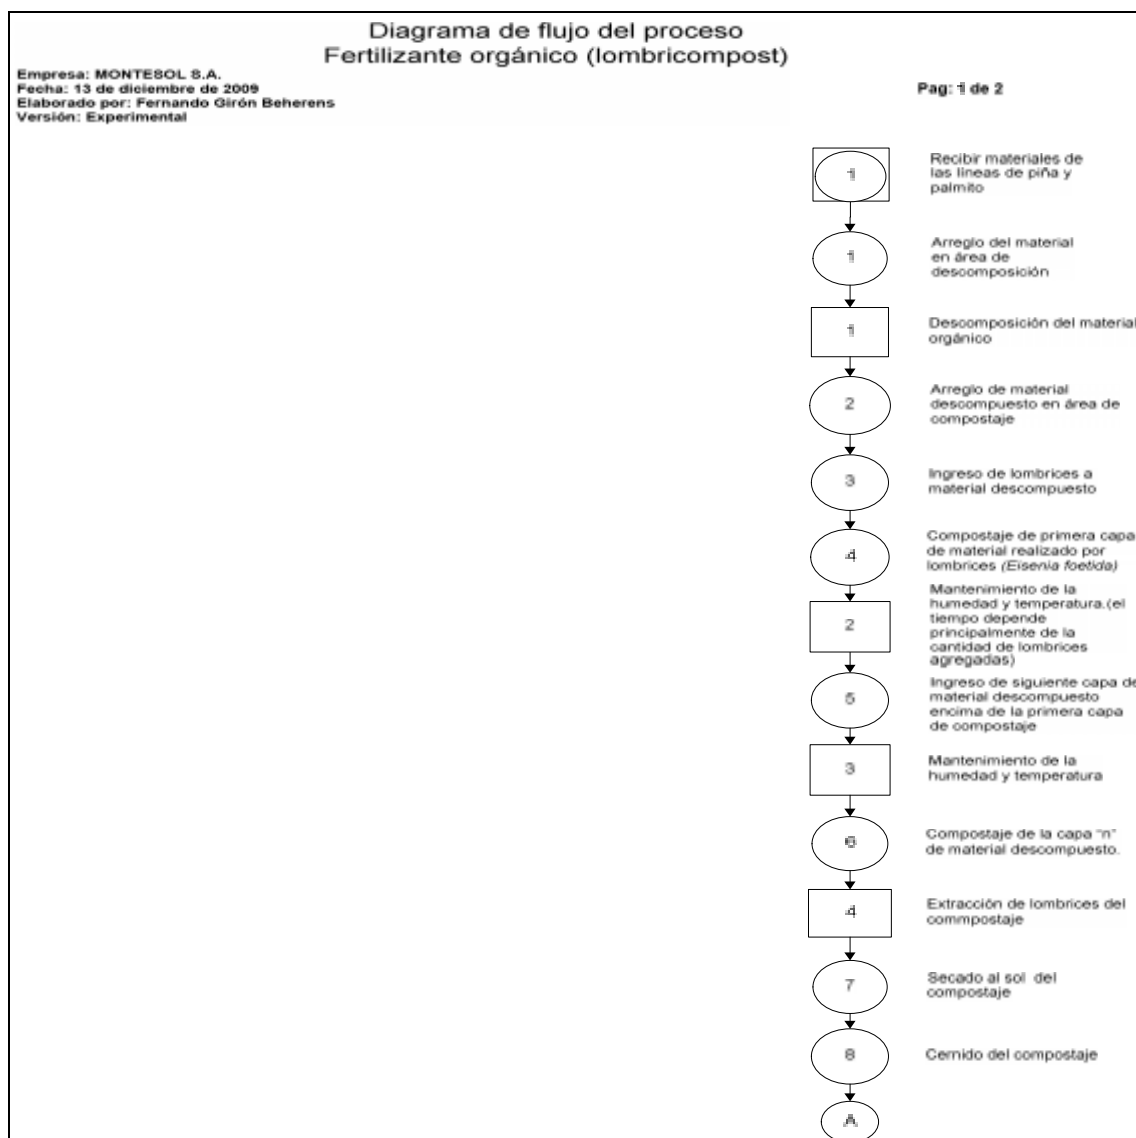 Diagrama de flujo del proceso
Fertilizante orgánico (lombricompost)
Empresa: MONTESOL S.A.
Fecha: 13 de diciembre de 2009
Elaborado por: Fernando Girón Beherens
Versión: Experimental
Pag: 1 de 2
1
Recibir materiales de
las líneas de piña y
palmito
1
Arreglo del material
en área de
descomposición
1
Descomposición del material
orgánico
2
Arreglo de material
descompuesto en área de
compostaje
3
Ingreso de lombrices a
material descompuesto
4
Compostaje de primera capa
de material realizado por
lombrices (Eisenia foetida)
2
Mantenimiento de la
humedad y temperatura.(el
tiempo depende
principalmente de la
cantidad de lombrices
agregadas)
5
Ingreso de siguiente capa de
material descompuesto
encima de la primera capa
de compostaje
3
Mantenimiento de la
humedad y temperatura
6
Compostaje de la capa "n"
de material descompuesto.
4
Extracción de lombrices del
commpostaje
7
Secado al sol del
compostaje
8
Cernido del compostaje
A